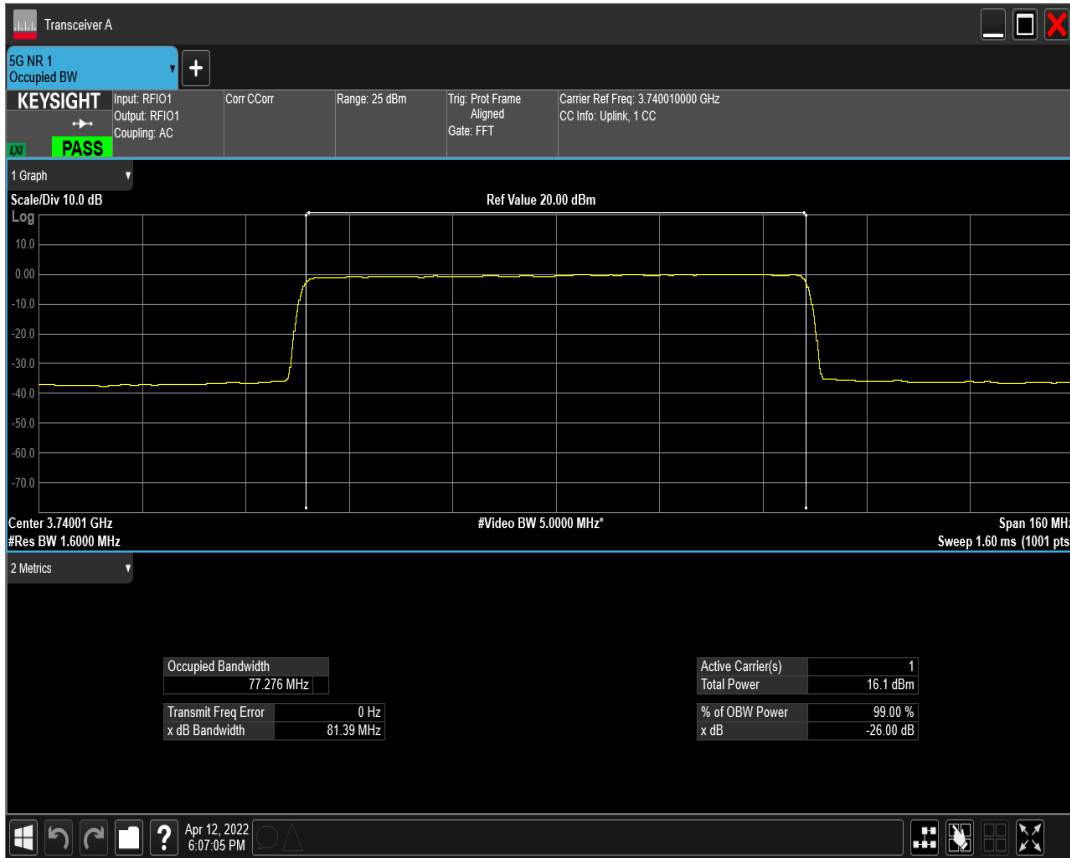 Transceiver A
5G NR 1
Occupied BW
KEYSIGHT
LXI
PASS
Input: RFIO1
Output: RFIO1
Coupling: AC
Corr CCorr
Range: 25 dBm
Trig: Prot Frame
Aligned
Gate: FFT
Carrier Ref Freq: 3.740010000 GHz
CC Info: Uplink, 1 CC
1 Graph
Scale/Div 10.0 dB
Ref Value 20.00 dBm
Log
10.0
0.00
-10.0
-20.0
-30.0
-40.0
-50.0
-60.0
-70.0
Center 3.74001 GHz
#Video BW 5.0000 MHz*
Span 160 MHz
#Res BW 1.6000 MHz
Sweep 1.60 ms (1001 pts
2 Metrics
Occupied Bandwidth
77.276 MHz
Transmit Freq Error 0 Hz
x dB Bandwidth 81.39 MHz
Active Carrier(s) 1
Total Power 16.1 dBm
% of OBW Power 99.00 %
x dB -26.00 dB
?
Apr 12, 2022
6:07:05 PM